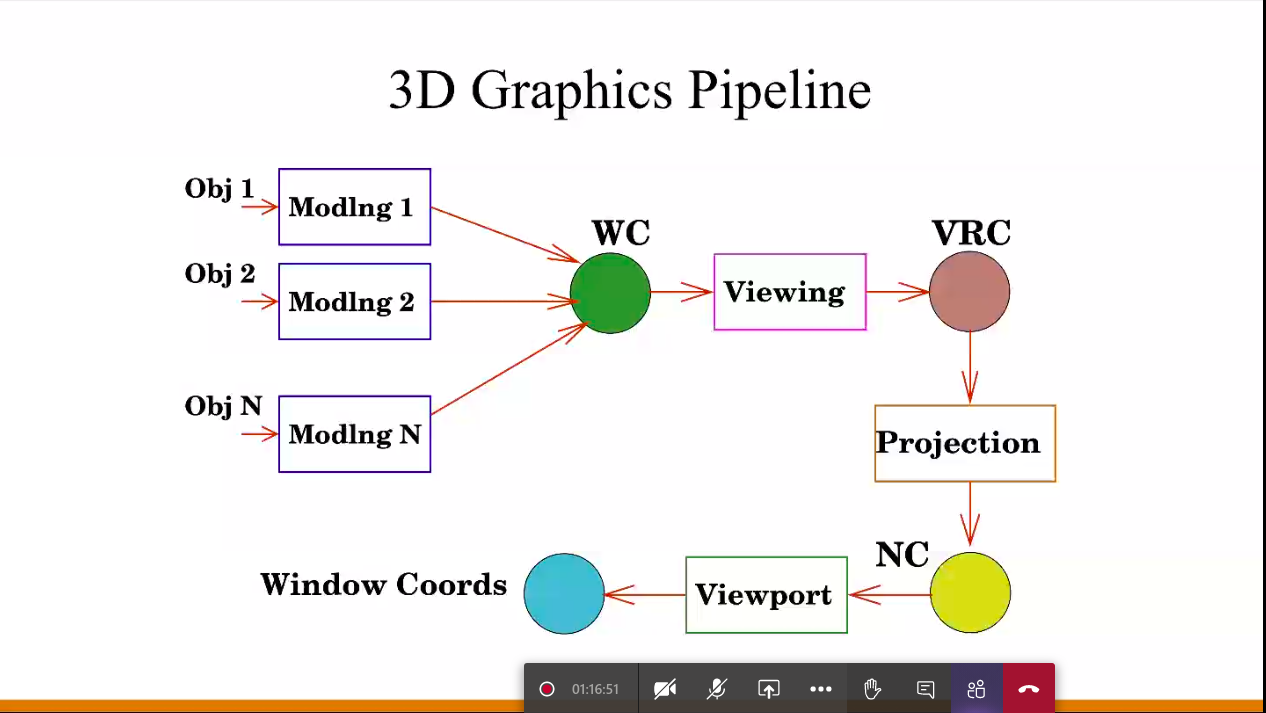 3D Graphics Pipeline
Obj 1
Modlng 1
Obj 2
Modlng 2
Obj N
Modlng N
WC
Viewing
VRC
Projection
NC
Viewport
Window Coords
01:16:51